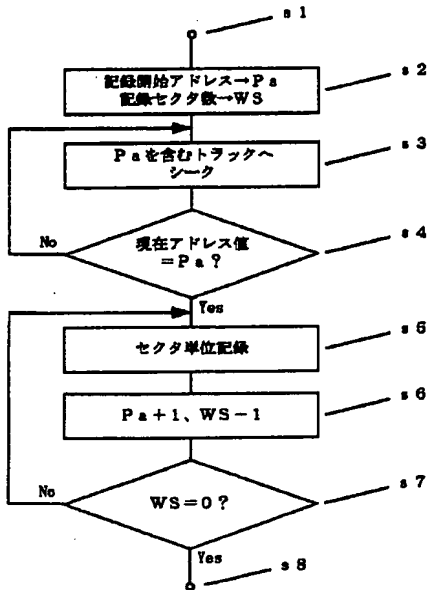 s1
記録開始アドレス→Pa
記録セクタ数→WS
s2
Paを含むトラックへ
シーク
s3
現在アドレス値
=Pa?
s4
No
Yes
セクタ単位記録
s5
Pa+1、WS-1
s6
WS=0?
s7
No
Yes
s8